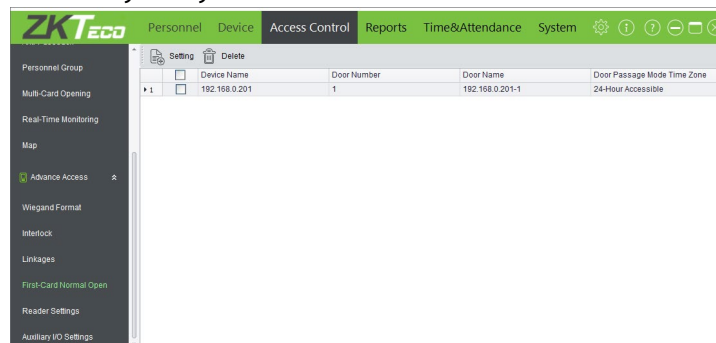 ZKTeco Personnel Device Access Control Reports Time&Attendance System
Setting Delete
Personnel Group
Multi-Card Opening
Real-Time Monitoring
Map
Advance Access
Wiegand Format
Interlock
Linkages
First-Card Normal Open
Reader Settings
Auxiliary I/O Settings
Device Name Door Number Door Name Door Passage Mode Time Zone
1 192.168.0.201 1 192.168.0.201-1 24-Hour Accessible